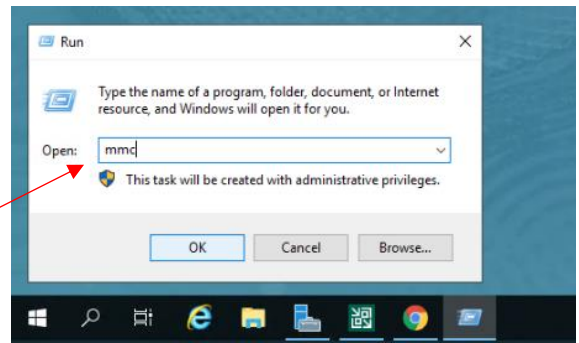 Run
Type the name of a program, folder, document, or Internet
resource, and Windows will open it for you.
Open: mmc
This task will be created with administrative privileges.
OK Cancel Browse...